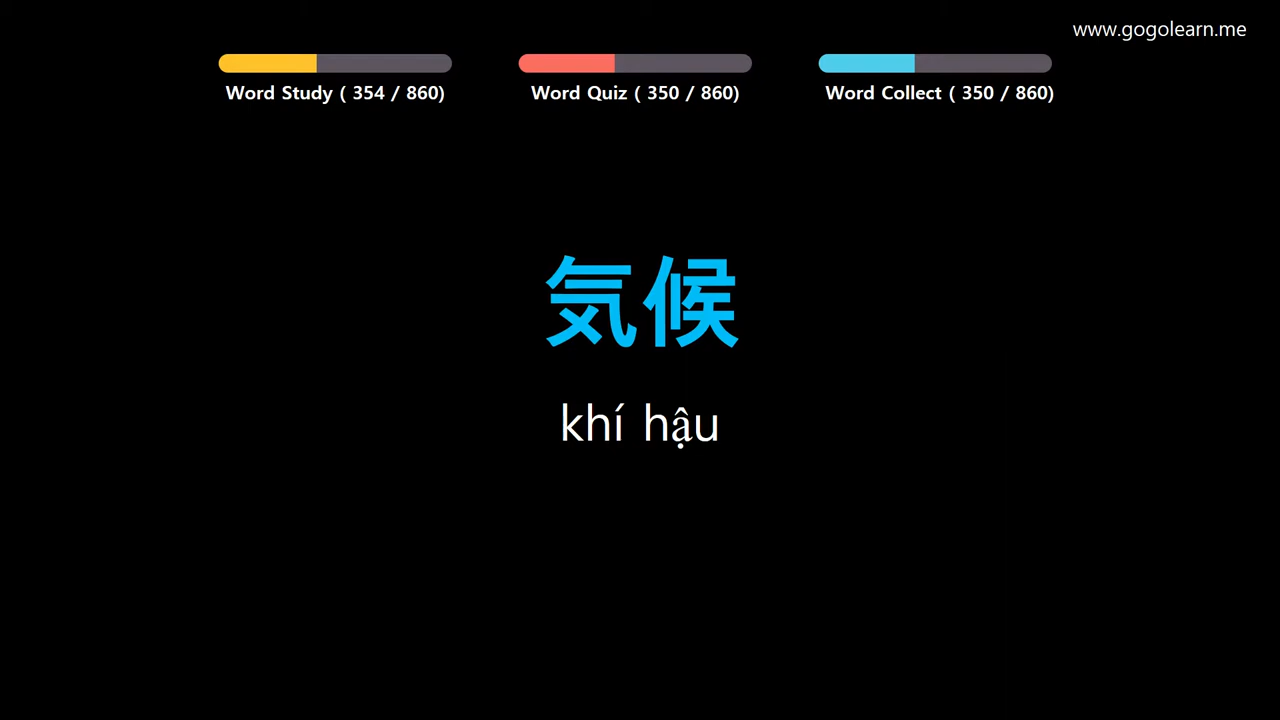 www.gogolearn.me
Word Study ( 354 / 860)
Word Quiz ( 350 / 860)
Word Collect ( 350 / 860)
気候
khí hậu